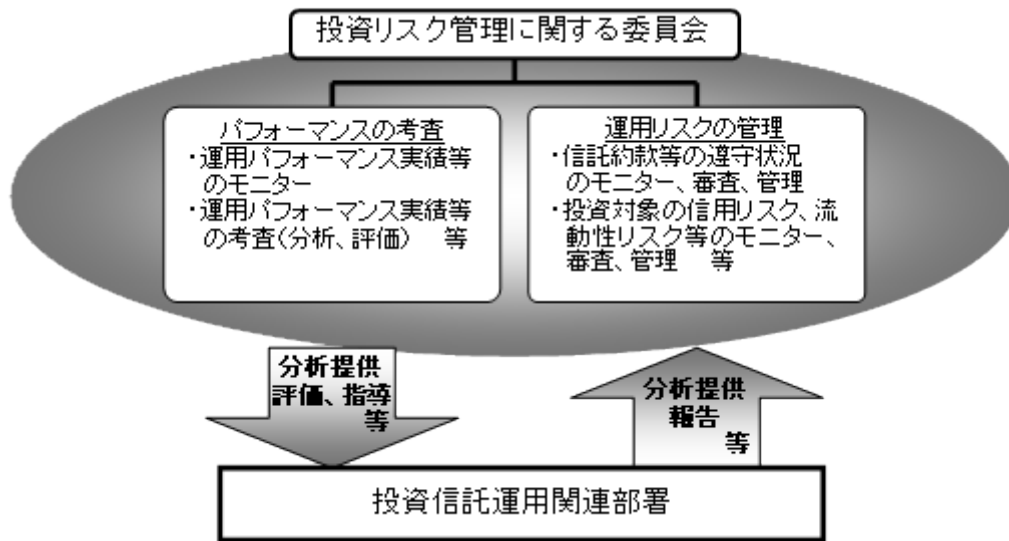 投資リスク管理に関する委員会
パフォーマンスの考査
・運用パフォーマンス実績等
のモニター
・運用パフォーマンス実績等
の考査(分析、評価) 等
運用リスクの管理
・信託約款等の遵守状況
のモニター、審査、管理
・投資対象の信用リスク、流
動性リスク等のモニター、
審査、管理 等
分析提供
評価、指導
等
分析提供
報告
等
投資信託運用関連部署